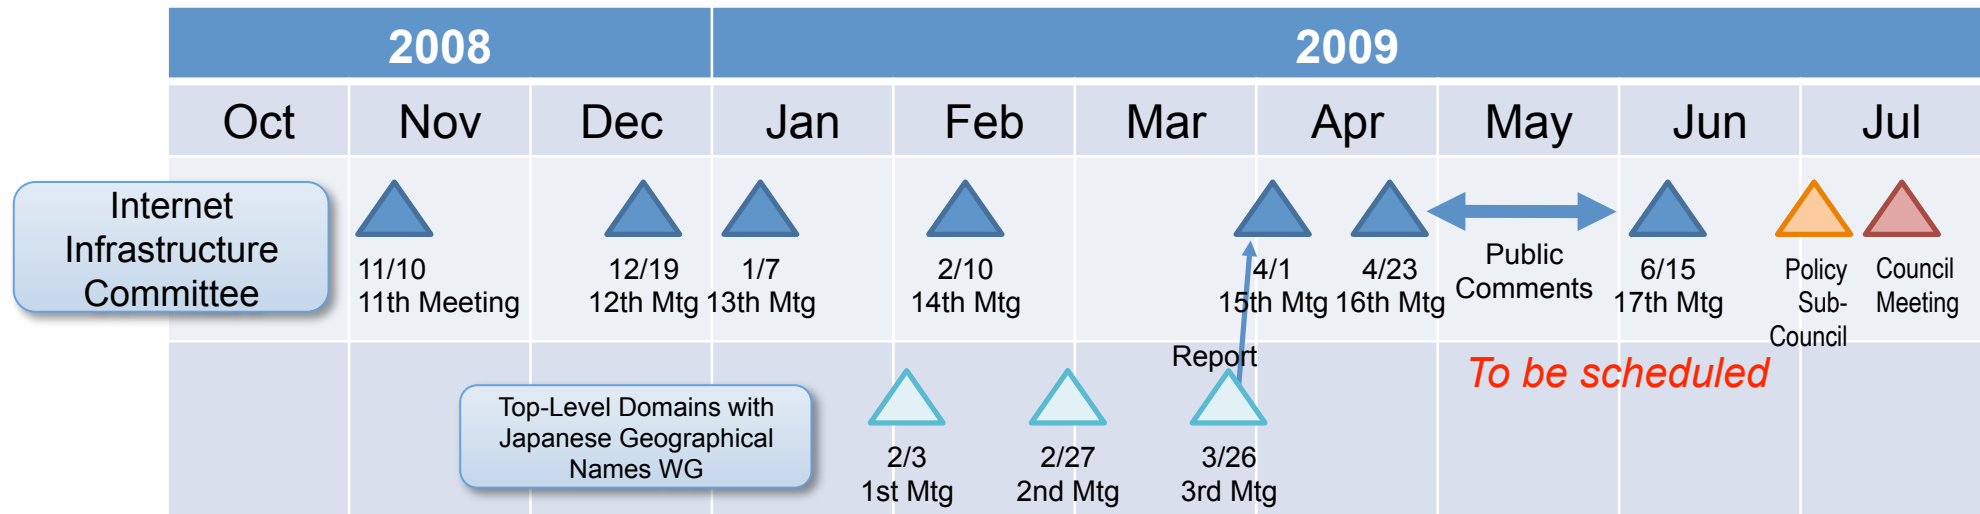 2008
2009
Oct
Nov
Dec
Jan
Feb
Mar
Apr
May
Jun
Jul
Internet
Infrastructure
Committee
11/10
11th Meeting
12/19
12th Mtg
1/7
13th Mtg
2/10
14th Mtg
4/1
15th Mtg
4/23
16th Mtg
Public
Comments
6/15
17th Mtg
Policy
Sub-
Council
Council
Meeting
Report
To be scheduled
Top-Level Domains with
Japanese Geographical
Names WG
2/3
1st Mtg
2/27
2nd Mtg
3/26
3rd Mtg